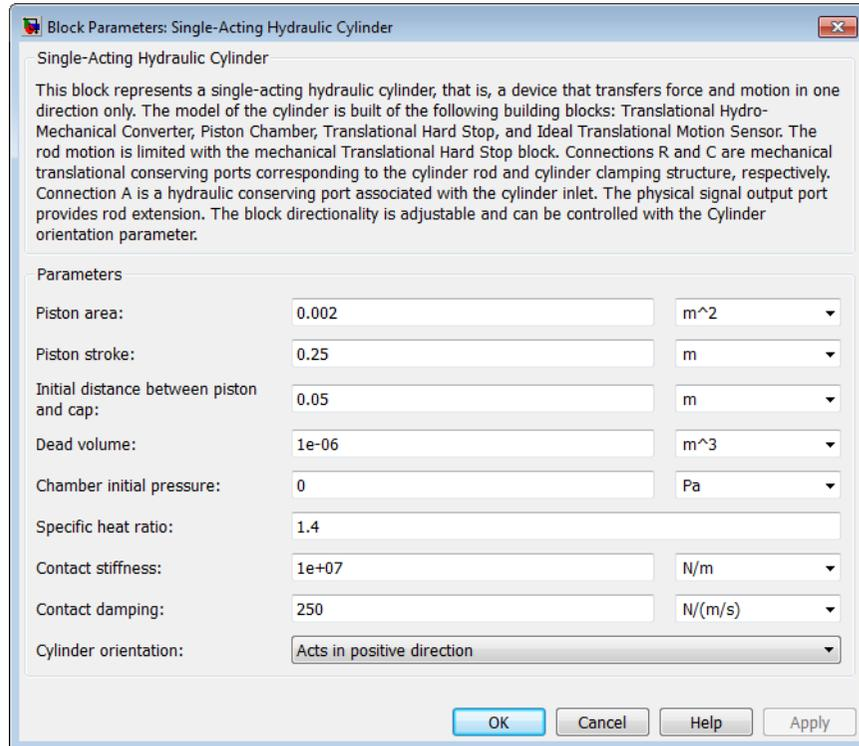 Block Parameters: Single-Acting Hydraulic Cylinder
Single-Acting Hydraulic Cylinder
This block represents a single-acting hydraulic cylinder, that is, a device that transfers force and motion in one
direction only. The model of the cylinder is built of the following building blocks: Translational Hydro-
Mechanical Converter, Piston Chamber, Translational Hard Stop, and Ideal Translational Motion Sensor. The
rod motion is limited with the mechanical Translational Hard Stop block. Connections R and C are mechanical
translational conserving ports corresponding to the cylinder rod and cylinder clamping structure, respectively.
Connection A is a hydraulic conserving port associated with the cylinder inlet. The physical signal output port
provides rod extension. The block directionality is adjustable and can be controlled with the Cylinder
orientation parameter.
Parameters
Piston area: 0.002 m^2
Piston stroke: 0.25 m
Initial distance between piston
and cap: 0.05 m
Dead volume: 1e-06 m^3
Chamber initial pressure: 0 Pa
Specific heat ratio: 1.4
Contact stiffness: 1e+07 N/m
Contact damping: 250 N/(m/s)
Cylinder orientation: Acts in positive direction
OK Cancel Help Apply